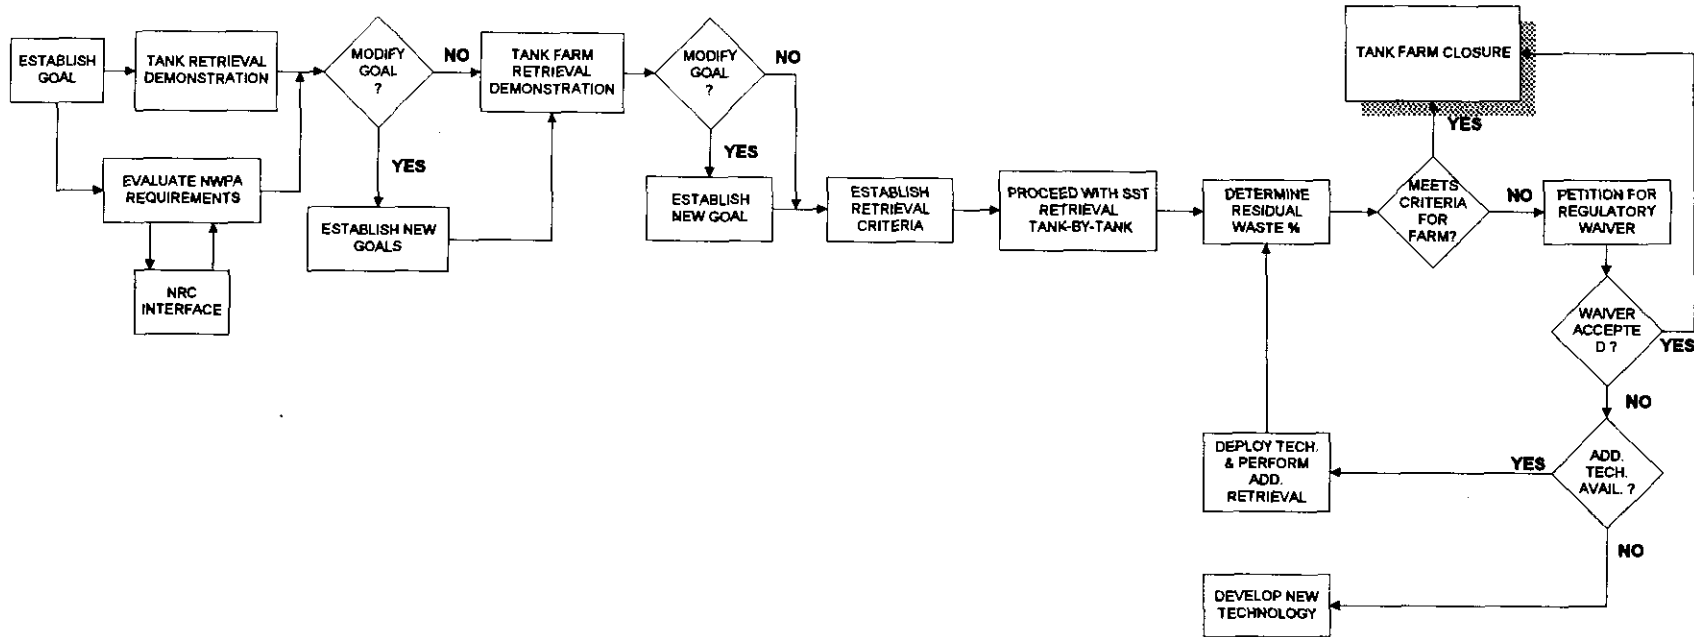 ESTABLISH
GOAL
TANK RETRIEVAL
DEMONSTRATION
MODIFY
GOAL
?
NO
YES
EVALUATE NWPA
REQUIREMENTS
NRC
INTERFACE
ESTABLISH NEW
GOALS
TANK FARM
RETRIEVAL
DEMONSTRATION
MODIFY
GOAL
?
NO
YES
ESTABLISH
NEW GOAL
ESTABLISH
RETRIEVAL
CRITERIA
PROCEED WITH SST
RETRIEVAL
TANK-BY-TANK
DETERMINE
RESIDUAL
WASTE %
MEETS
CRITERIA
FOR
FARM?
YES
TANK FARM CLOSURE
NO
PETITION FOR
REGULATORY
WAIVER
WAIVER
ACCEPTE
D ?
YES
NO
ADD.
TECH.
AVAIL. ?
YES
DEPLOY TECH.
& PERFORM
ADD.
RETRIEVAL
NO
DEVELOP NEW
TECHNOLOGY